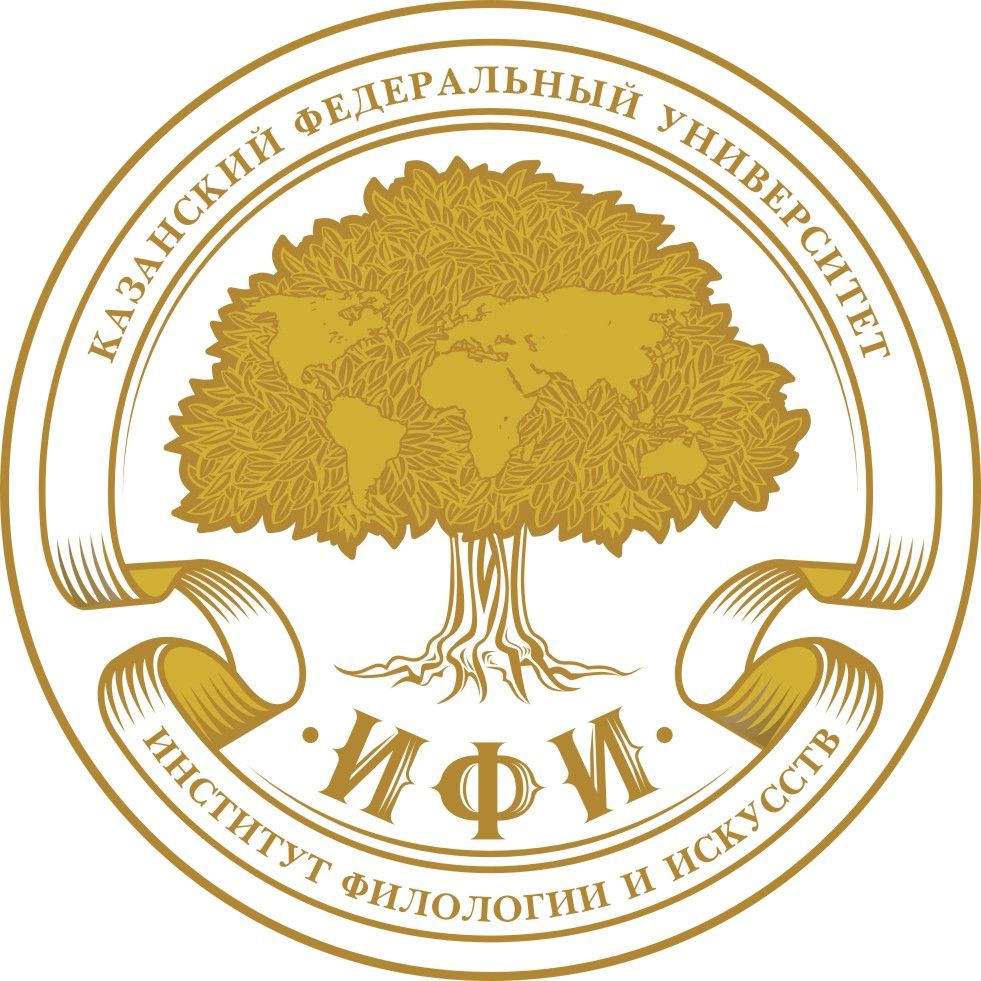 КАЗАНСКИЙ ФЕДЕРАЛЬНЫЙ УНИВЕРСИТЕТ
·ИФИ·
ИНСТИТУТ ФИЛОЛОГИИ И ИСКУССТВ